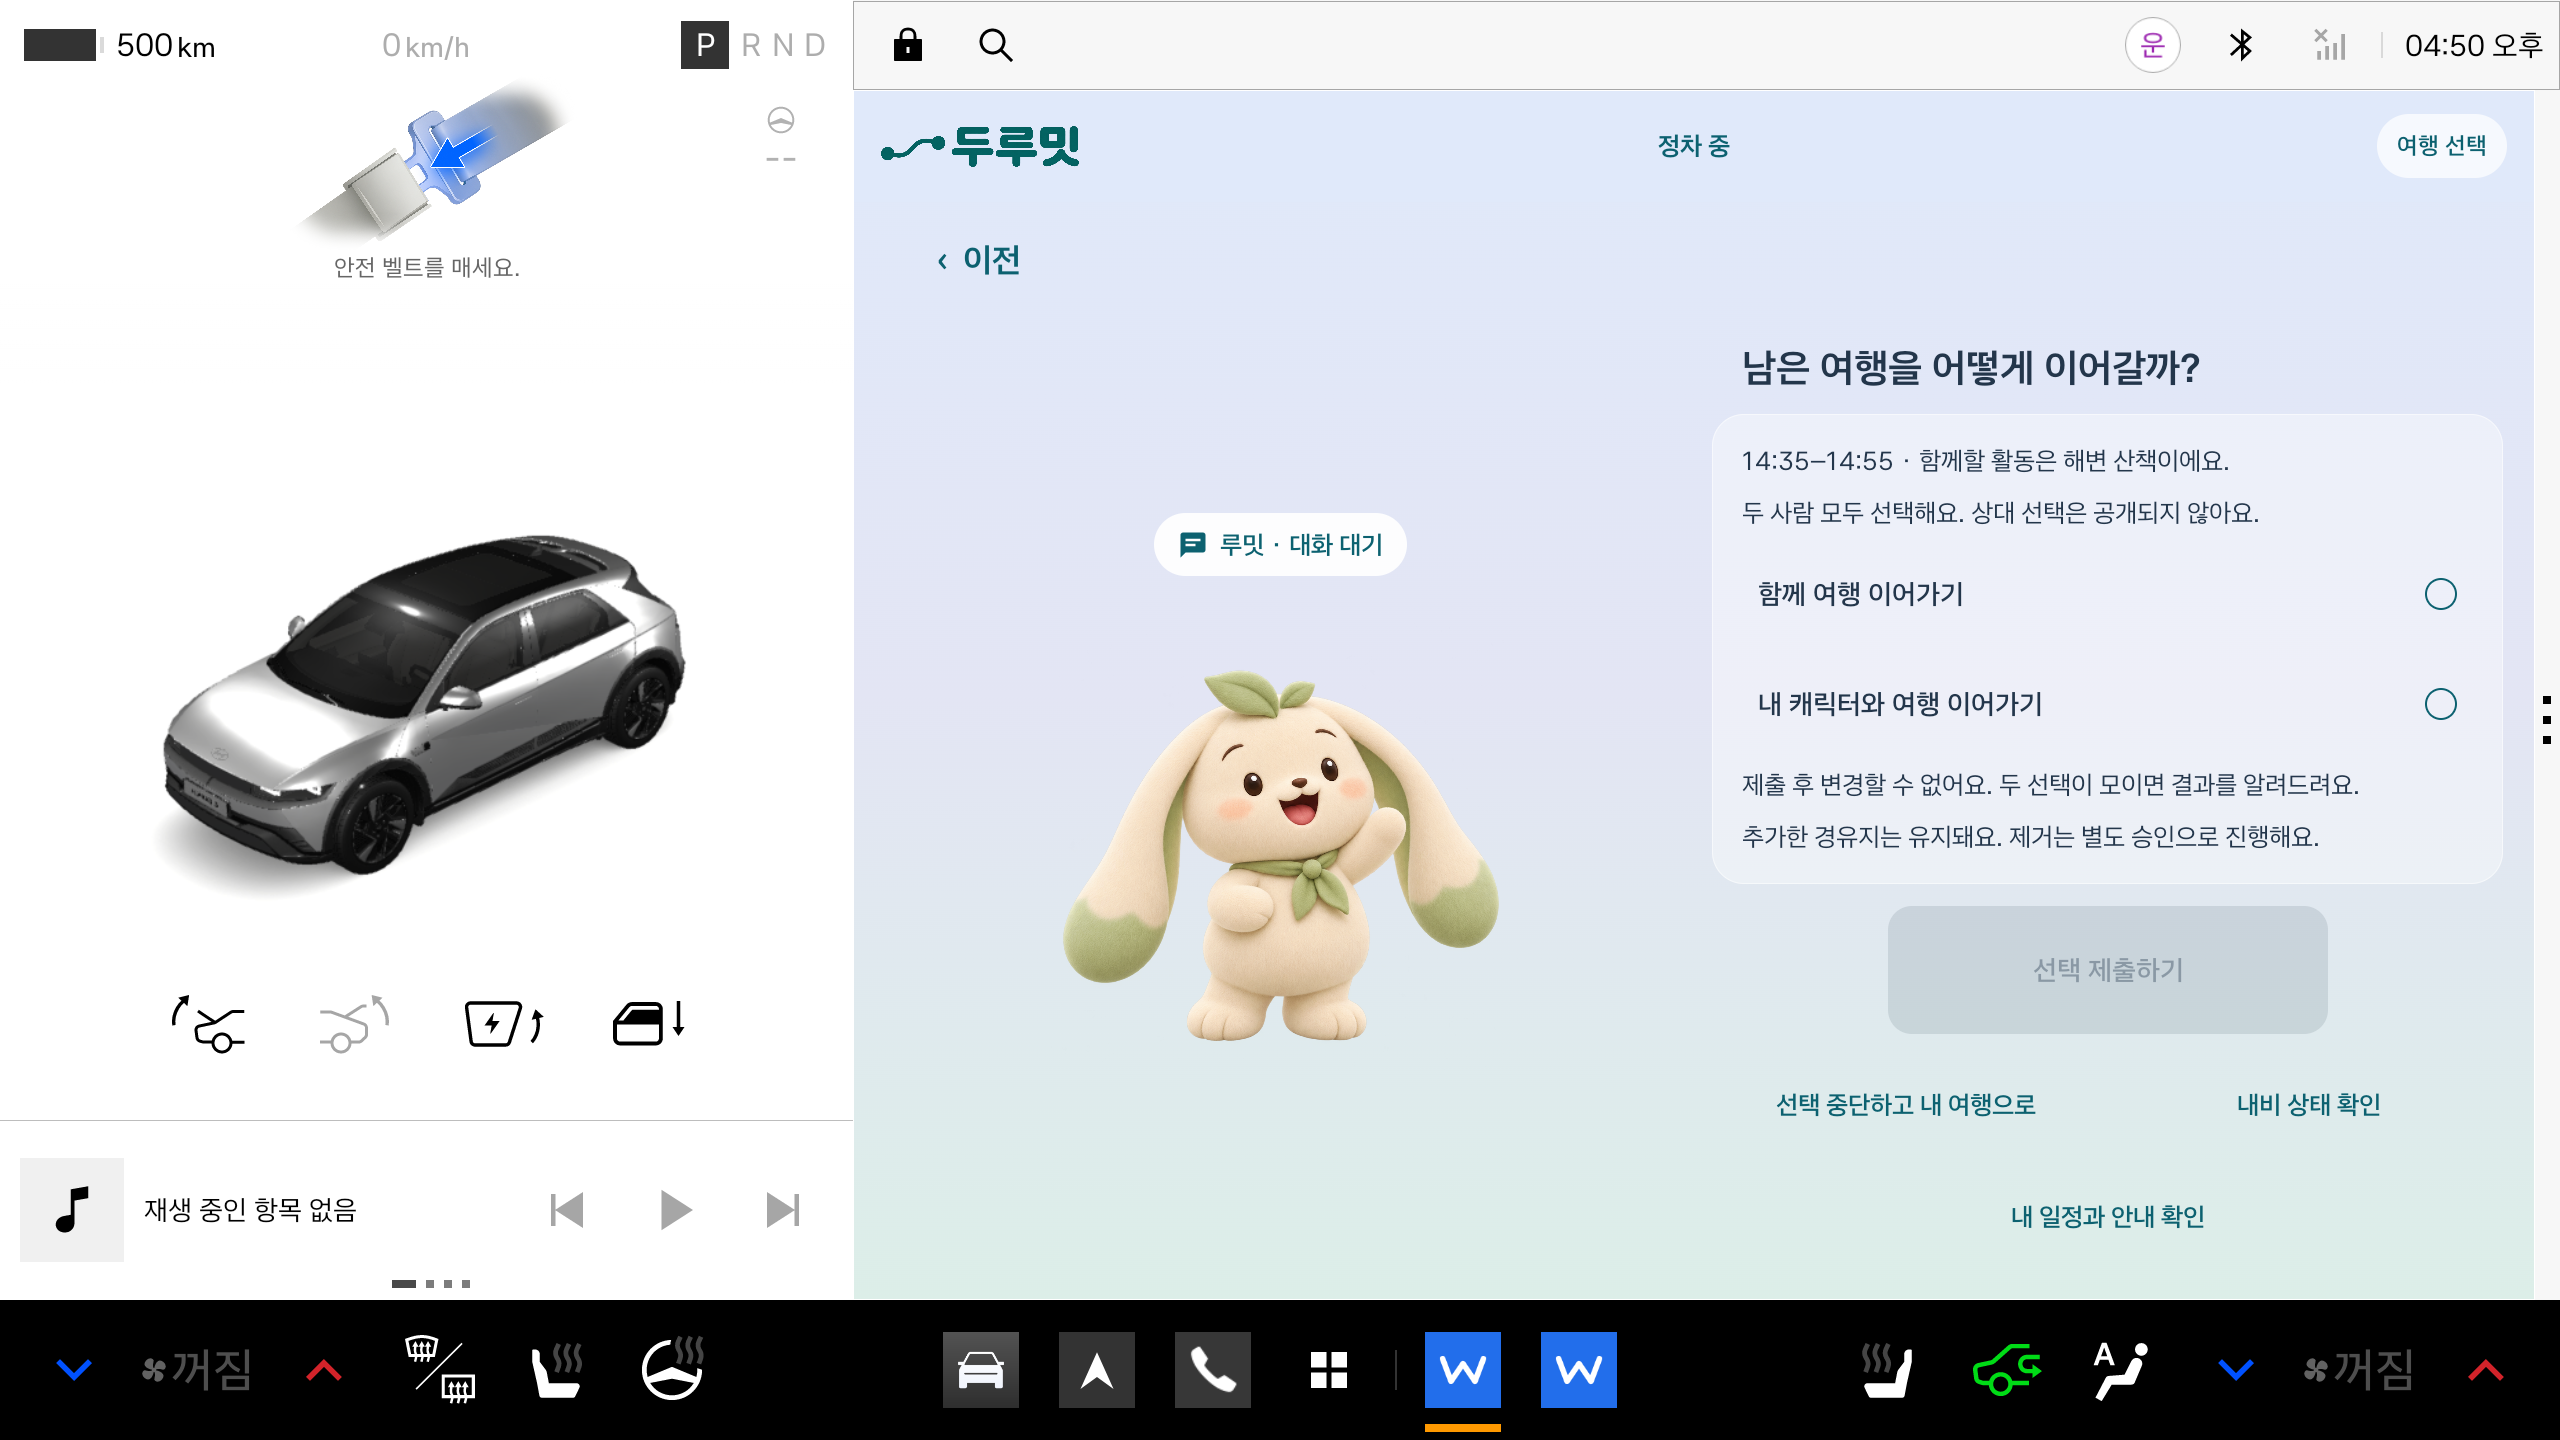 500 km
0 km/h
P R N D
안전 벨트를 매세요.
재생 중인 항목 없음
운
04:50 오후
두루밋
정차 중
여행 선택
‹ 이전
루밋 · 대화 대기
남은 여행을 어떻게 이어갈까?
14:35–14:55 · 함께할 활동은 해변 산책이에요.
두 사람 모두 선택해요. 상대 선택은 공개되지 않아요.
함께 여행 이어가기
내 캐릭터와 여행 이어가기
제출 후 변경할 수 없어요. 두 선택이 모이면 결과를 알려드려요.
추가한 경유지는 유지돼요. 제거는 별도 승인으로 진행해요.
선택 제출하기
선택 중단하고 내 여행으로
내비 상태 확인
내 일정과 안내 확인
꺼짐
A
꺼짐